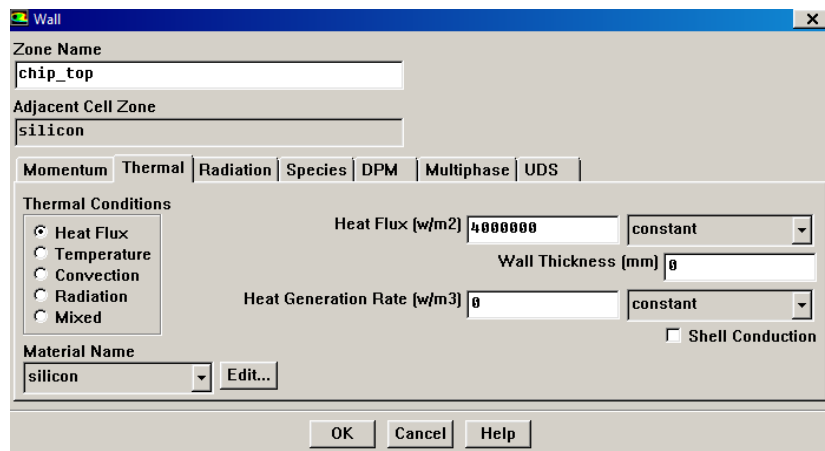 Wall
Zone Name
chip_top
Adjacent Cell Zone
silicon
Momentum Thermal Radiation Species DPM Multiphase UDS
Thermal Conditions
Heat Flux
Temperature
Convection
Radiation
Mixed
Heat Flux (w/m2) 4000000 constant
Wall Thickness (mm) 0
Heat Generation Rate (w/m3) 0 constant
Shell Conduction
Material Name
silicon Edit...
OK Cancel Help